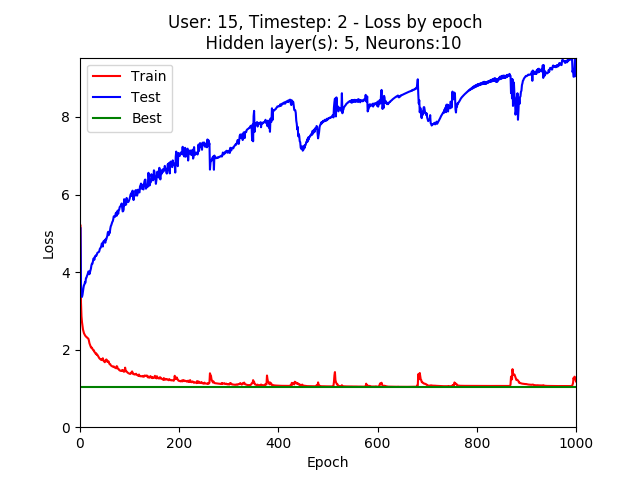 User: 15, Timestep: 2 - Loss by epoch
Hidden layer(s): 5, Neurons:10
Train
Test
Best
8
6
4
2
0
Loss
0 200 400 600 800 1000
Epoch